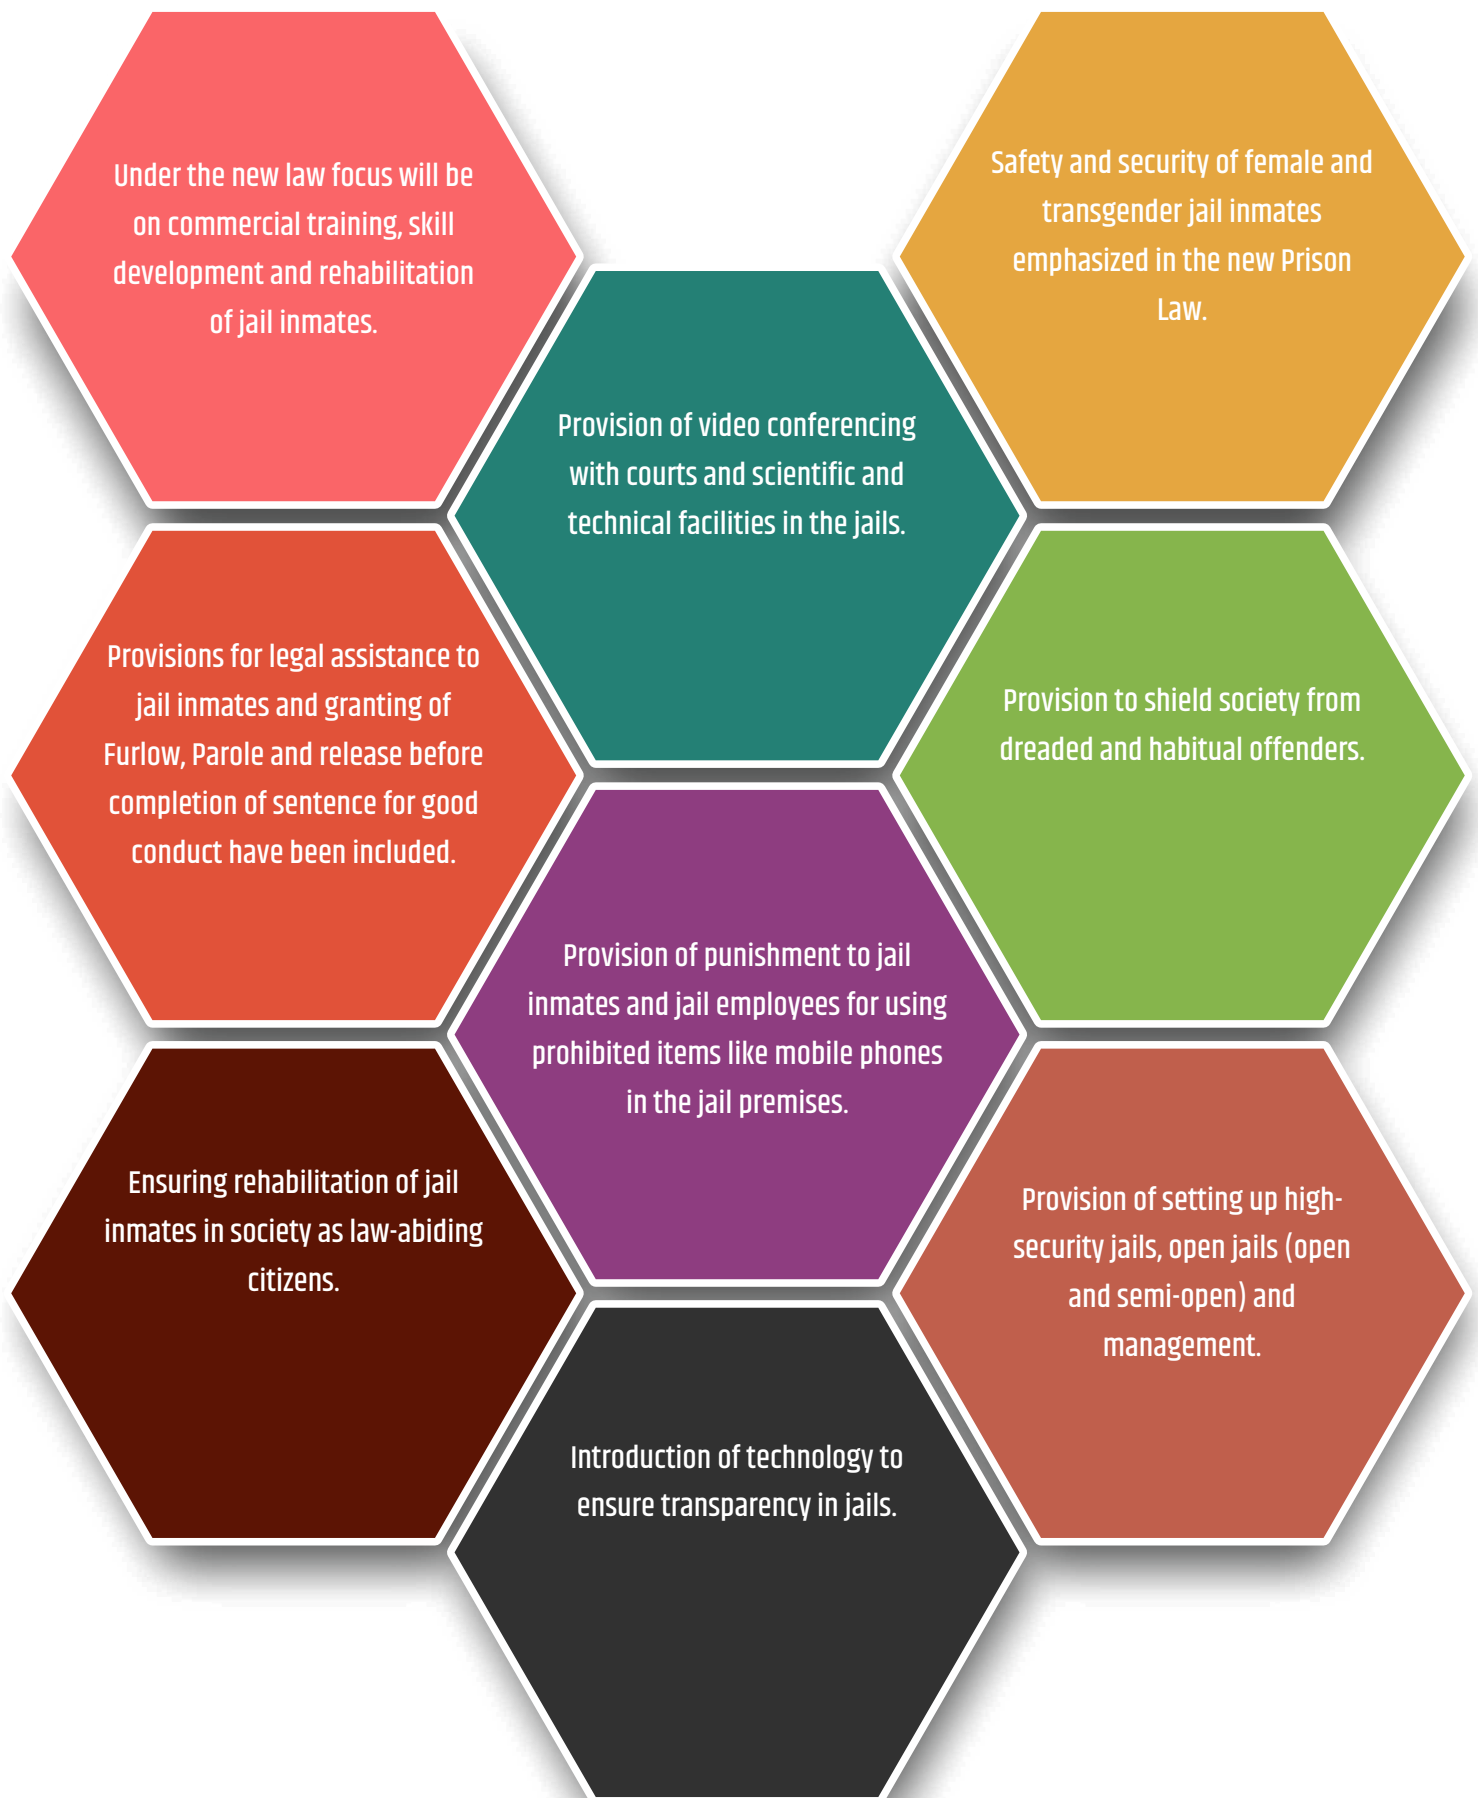 Under the new law focus will be
on commercial training, skill
development and rehabilitation
of jail inmates.
Safety and security of female and
transgender jail inmates
emphasized in the new Prison
Law.
Provision of video conferencing
with courts and scientific and
technical facilities in the jails.
Provisions for legal assistance to
jail inmates and granting of
Furlow, Parole and release before
completion of sentence for good
conduct have been included.
Provision to shield society from
dreaded and habitual offenders.
Provision of punishment to jail
inmates and jail employees for using
prohibited items like mobile phones
in the jail premises.
Ensuring rehabilitation of jail
inmates in society as law-abiding
citizens.
Provision of setting up high-
security jails, open jails (open
and semi-open) and
management.
Introduction of technology to
ensure transparency in jails.